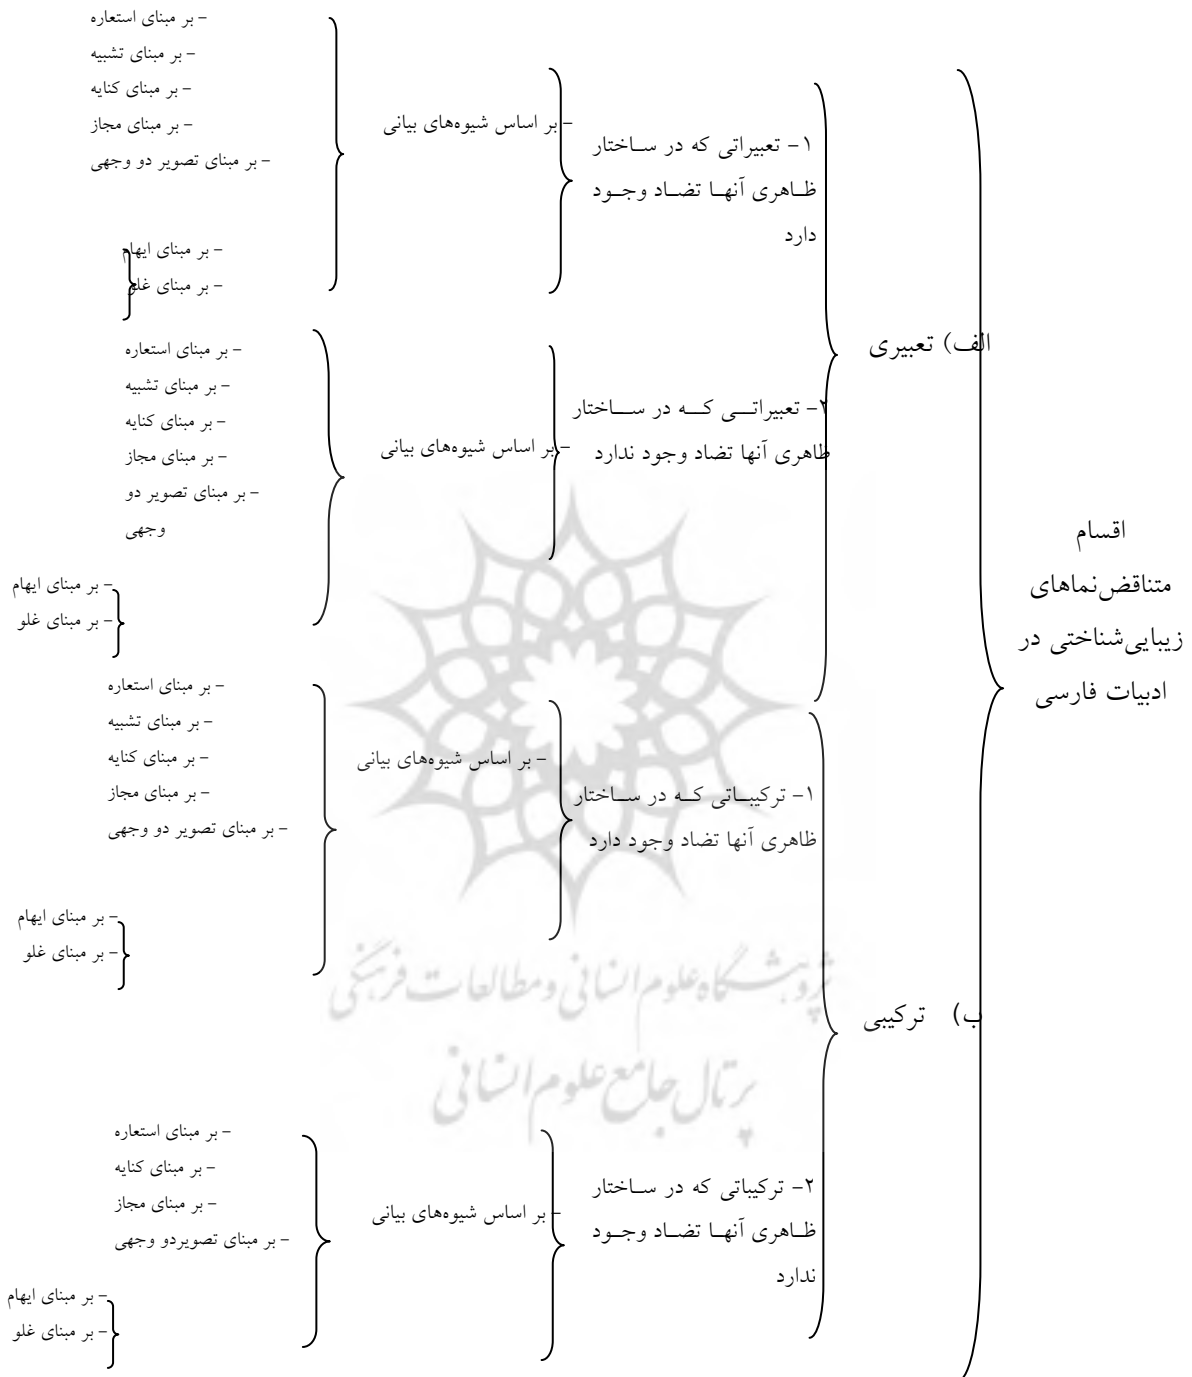 اقسام
متناقض‌نماهای
زیبایی‌شناختی در
ادبیات فارسی
الف) تعبیری
۱- تعبیراتی که در ساختار
ظاهری آنها تضاد وجود
دارد
- بر اساس شیوه‌های بیانی
- بر مبنای استعاره
- بر مبنای تشبیه
- بر مبنای کنایه
- بر مبنای مجاز
- بر مبنای تصویر دو وجهی
- بر مبنای ایهام
- بر مبنای غلو
۲- تعبیراتی که در ساختار
ظاهری آنها تضاد وجود ندارد
- بر اساس شیوه‌های بیانی
- بر مبنای استعاره
- بر مبنای تشبیه
- بر مبنای کنایه
- بر مبنای مجاز
- بر مبنای تصویر دو
وجهی
- بر مبنای ایهام
- بر مبنای غلو
ب) ترکیبی
۱- ترکیباتی که در ساختار
ظاهری آنها تضاد وجود دارد
- بر اساس شیوه‌های بیانی
- بر مبنای استعاره
- بر مبنای تشبیه
- بر مبنای کنایه
- بر مبنای مجاز
- بر مبنای تصویر دو وجهی
- بر مبنای ایهام
- بر مبنای غلو
۲- ترکیباتی که در ساختار
ظاهری آنها تضاد وجود
ندارد
- بر اساس شیوه‌های بیانی
- بر مبنای استعاره
- بر مبنای کنایه
- بر مبنای مجاز
- بر مبنای تصویردو وجهی
- بر مبنای ایهام
- بر مبنای غلو
پژوهشگاه علوم انسانی و مطالعات فرهنگی
پرتال جامع علوم انسانی